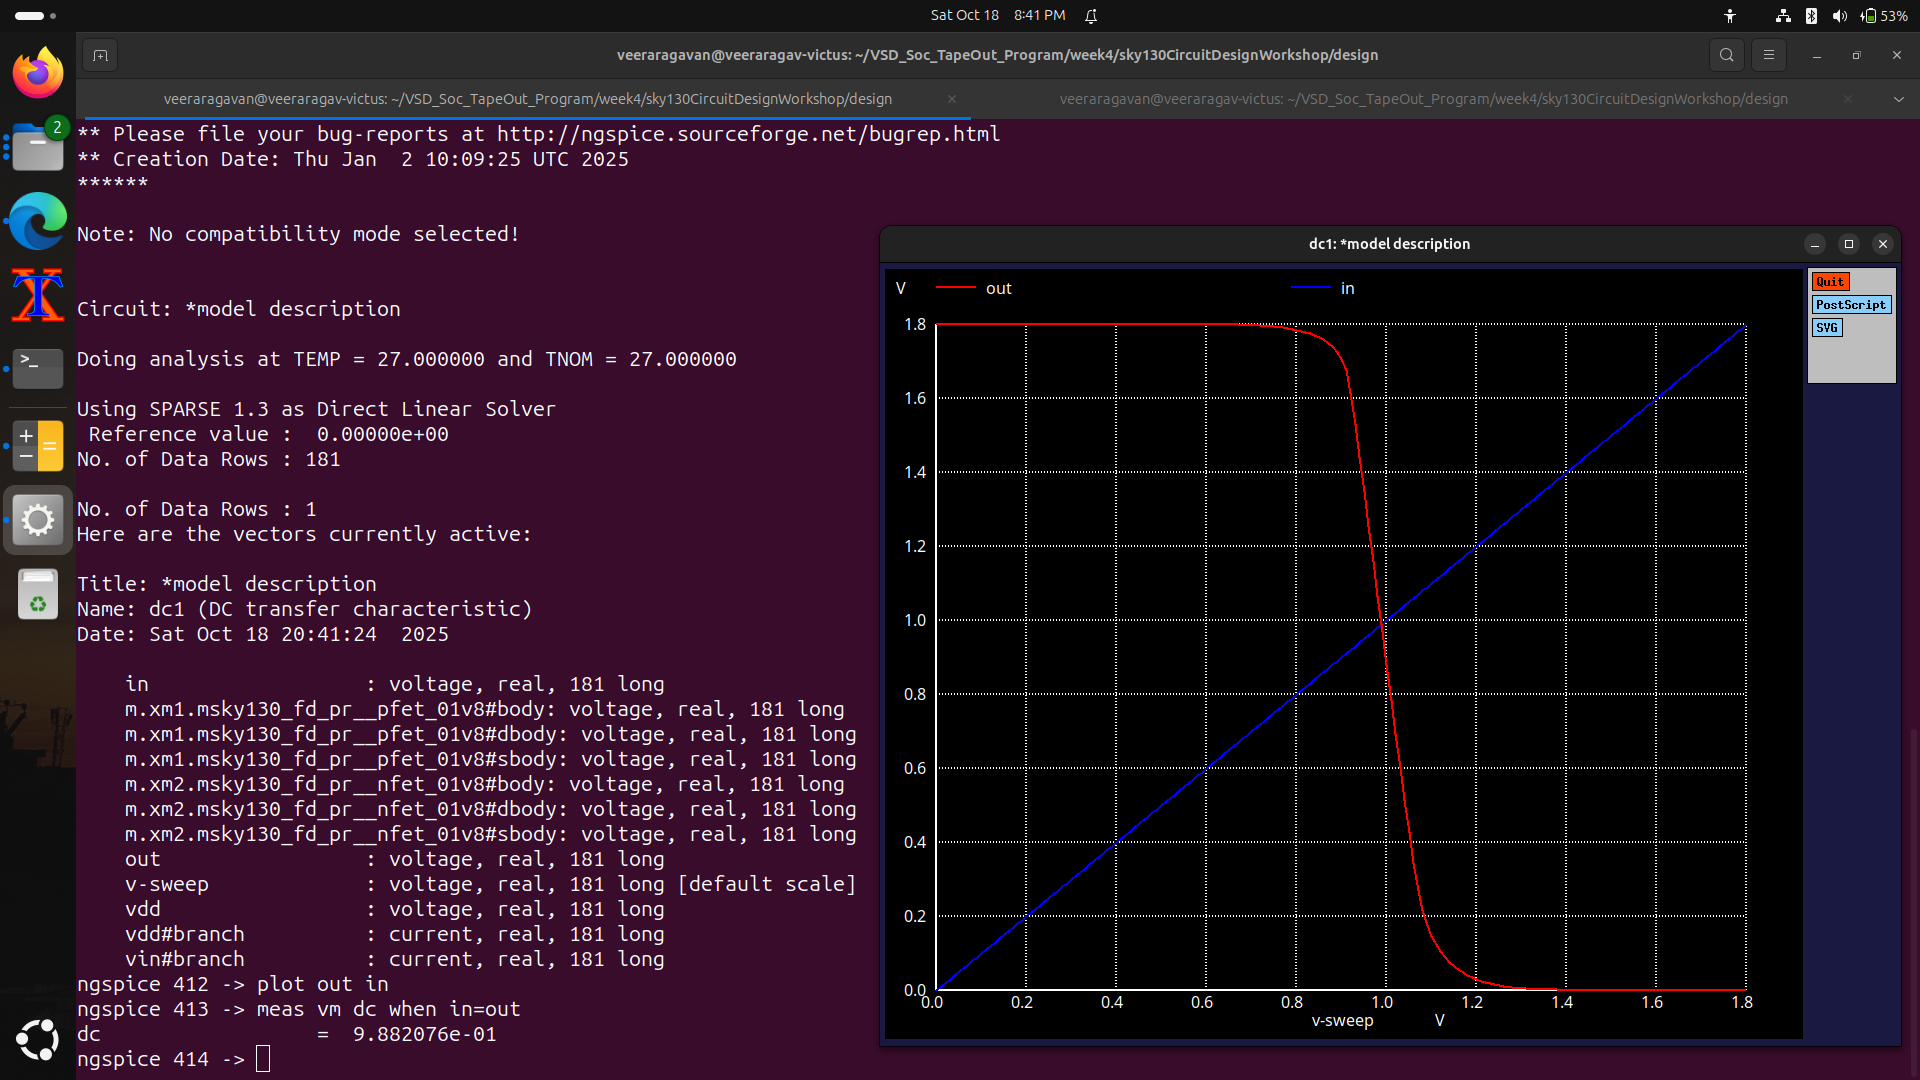 Sat Oct 18 8:41 PM
53%
veeraragavan@veeraragav-victus: ~/VSD_Soc_TapeOut_Program/week4/sky130CircuitDesignWorkshop/design
veeraragavan@veeraragav-victus: ~/VSD_Soc_TapeOut_Program/week4/sky130CircuitDesignWorkshop/design
veeraragavan@veeraragav-victus: ~/VSD_Soc_TapeOut_Program/week4/sky130CircuitDesignWorkshop/design
2
** Please file your bug-reports at http://ngspice.sourceforge.net/bugrep.html
** Creation Date: Thu Jan  2 10:09:25 UTC 2025
******
Note: No compatibility mode selected!
Circuit: *model description
Doing analysis at TEMP = 27.000000 and TNOM = 27.000000
Using SPARSE 1.3 as Direct Linear Solver
Reference value :  0.00000e+00
No. of Data Rows : 181
No. of Data Rows : 1
Here are the vectors currently active:
Title: *model description
Name: dc1 (DC transfer characteristic)
Date: Sat Oct 18 20:41:24  2025
in : voltage, real, 181 long
m.xm1.msky130_fd_pr__pfet_01v8#body: voltage, real, 181 long
m.xm1.msky130_fd_pr__pfet_01v8#dbody: voltage, real, 181 long
m.xm1.msky130_fd_pr__pfet_01v8#sbody: voltage, real, 181 long
m.xm2.msky130_fd_pr__nfet_01v8#body: voltage, real, 181 long
m.xm2.msky130_fd_pr__nfet_01v8#dbody: voltage, real, 181 long
m.xm2.msky130_fd_pr__nfet_01v8#sbody: voltage, real, 181 long
out : voltage, real, 181 long
v-sweep : voltage, real, 181 long [default scale]
vdd : voltage, real, 181 long
vdd#branch : current, real, 181 long
vin#branch : current, real, 181 long
ngspice 412 -> plot out in
ngspice 413 -> meas vm dc when in=out
dc = 9.882076e-01
ngspice 414 ->
dc1: *model description
V out in
Quit
PostScript
SVG
1.8
1.6
1.4
1.2
1.0
0.8
0.6
0.4
0.2
0.0
0.0 0.2 0.4 0.6 0.8 1.0 1.2 1.4 1.6 1.8
v-sweep V